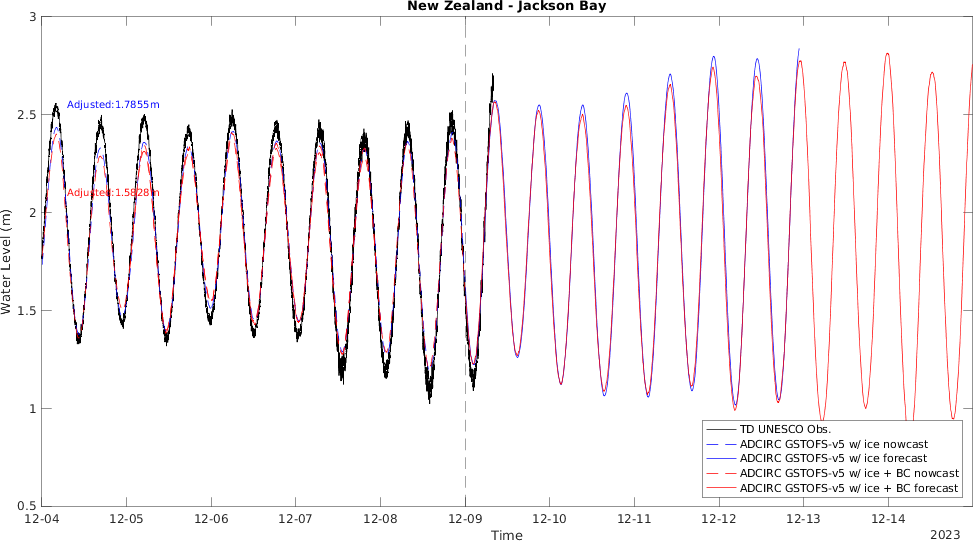 New Zealand - Jackson Bay
Water Level (m)
3
2.5
2
1.5
1
0.5
Adjusted:1.7855m
Adjusted:1.5828m
TD UNESCO Obs.
ADCIRC GSTOFS-v5 w/ ice nowcast
ADCIRC GSTOFS-v5 w/ ice forecast
ADCIRC GSTOFS-v5 w/ ice + BC nowcast
ADCIRC GSTOFS-v5 w/ ice + BC forecast
12-04 12-05 12-06 12-07 12-08 12-09 12-10 12-11 12-12 12-13 12-14
Time
2023